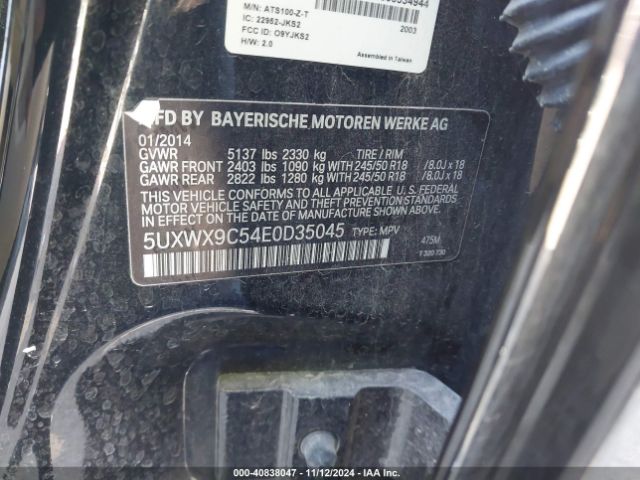 M/N: ATS100-Z-T
IC: 22952-JKS2 2003
FCC ID: O9YJKS2
H/W: 2.0 Assembled in Taiwan
MFD BY BAYERISCHE MOTOREN WERKE AG
01/2014
GVWR 5137 lbs 2330 kg TIRE / RIM
GAWR FRONT 2403 lbs 1090 kg WITH 245/50 R18 /8.0J x 18
GAWR REAR 2822 lbs 1280 kg WITH 245/50 R18 /8.0J x 18
THIS VEHICLE CONFORMS TO ALL APPLICABLE U. S. FEDERAL
MOTOR VEHICLE SAFETY AND THEFT PREVENTION STANDARDS
IN EFFECT ON THE DATE OF MANUFACTURE SHOWN ABOVE.
5UXWX9C54E0D35045 TYPE: MPV 475M
000-40838047 - 11/12/2024 - IAA Inc.